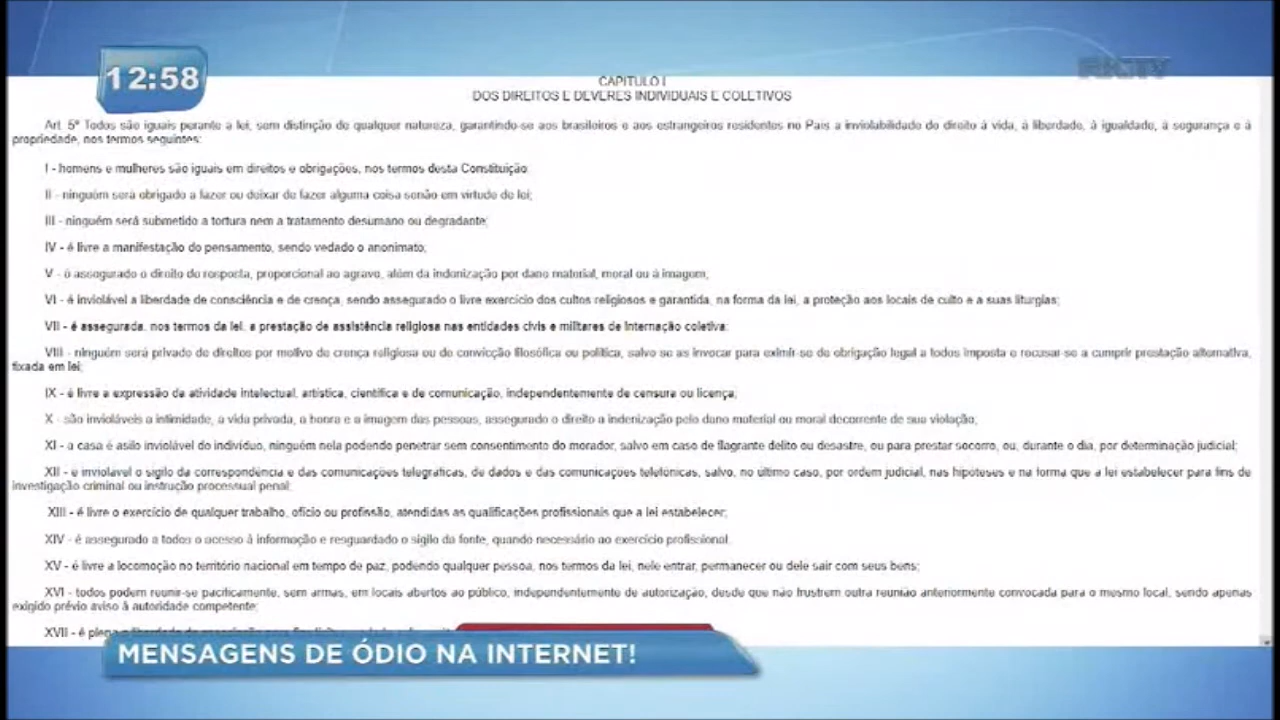 12:58
CAPÍTULO I
DOS DIREITOS E DEVERES INDIVIDUAIS E COLETIVOS
Art. 5º Todos são iguais perante a lei, sem distinção de qualquer natureza, garantindo-se aos brasileiros e aos estrangeiros residentes no País a inviolabilidade do direito à vida, à liberdade, à igualdade, à segurança e à
propriedade, nos termos seguintes:
I - homens e mulheres são iguais em direitos e obrigações, nos termos desta Constituição;
II - ninguém será obrigado a fazer ou deixar de fazer alguma coisa senão em virtude de lei;
III - ninguém será submetido a tortura nem a tratamento desumano ou degradante;
IV - é livre a manifestação do pensamento, sendo vedado o anonimato;
V - é assegurado o direito de resposta, proporcional ao agravo, além da indenização por dano material, moral ou à imagem;
VI - é inviolável a liberdade de consciência e de crença, sendo assegurado o livre exercício dos cultos religiosos e garantida, na forma da lei, a proteção aos locais de culto e a suas liturgias;
VII - é assegurada, nos termos da lei, a prestação de assistência religiosa nas entidades civis e militares de internação coletiva;
VIII - ninguém será privado de direitos por motivo de crença religiosa ou de convicção filosófica ou política, salvo se as invocar para eximir-se de obrigação legal a todos imposta e recusar-se a cumprir prestação alternativa,
fixada em lei;
IX - é livre a expressão da atividade intelectual, artística, científica e de comunicação, independentemente de censura ou licença;
X - são invioláveis a intimidade, a vida privada, a honra e a imagem das pessoas, assegurado o direito a indenização pelo dano material ou moral decorrente de sua violação;
XI - a casa é asilo inviolável do indivíduo, ninguém nela podendo penetrar sem consentimento do morador, salvo em caso de flagrante delito ou desastre, ou para prestar socorro, ou, durante o dia, por determinação judicial;
XII - é inviolável o sigilo da correspondência e das comunicações telegráficas, de dados e das comunicações telefônicas, salvo, no último caso, por ordem judicial, nas hipóteses e na forma que a lei estabelecer para fins de
investigação criminal ou instrução processual penal;
XIII - é livre o exercício de qualquer trabalho, ofício ou profissão, atendidas as qualificações profissionais que a lei estabelecer;
XIV - é assegurado a todos o acesso à informação e resguardado o sigilo da fonte, quando necessário ao exercício profissional;
XV - é livre a locomoção no território nacional em tempo de paz, podendo qualquer pessoa, nos termos da lei, nele entrar, permanecer ou dele sair com seus bens;
XVI - todos podem reunir-se pacificamente, sem armas, em locais abertos ao público, independentemente de autorização, desde que não frustrem outra reunião anteriormente convocada para o mesmo local, sendo apenas
exigido prévio aviso à autoridade competente;
XVII - é plena
MENSAGENS DE ÓDIO NA INTERNET!